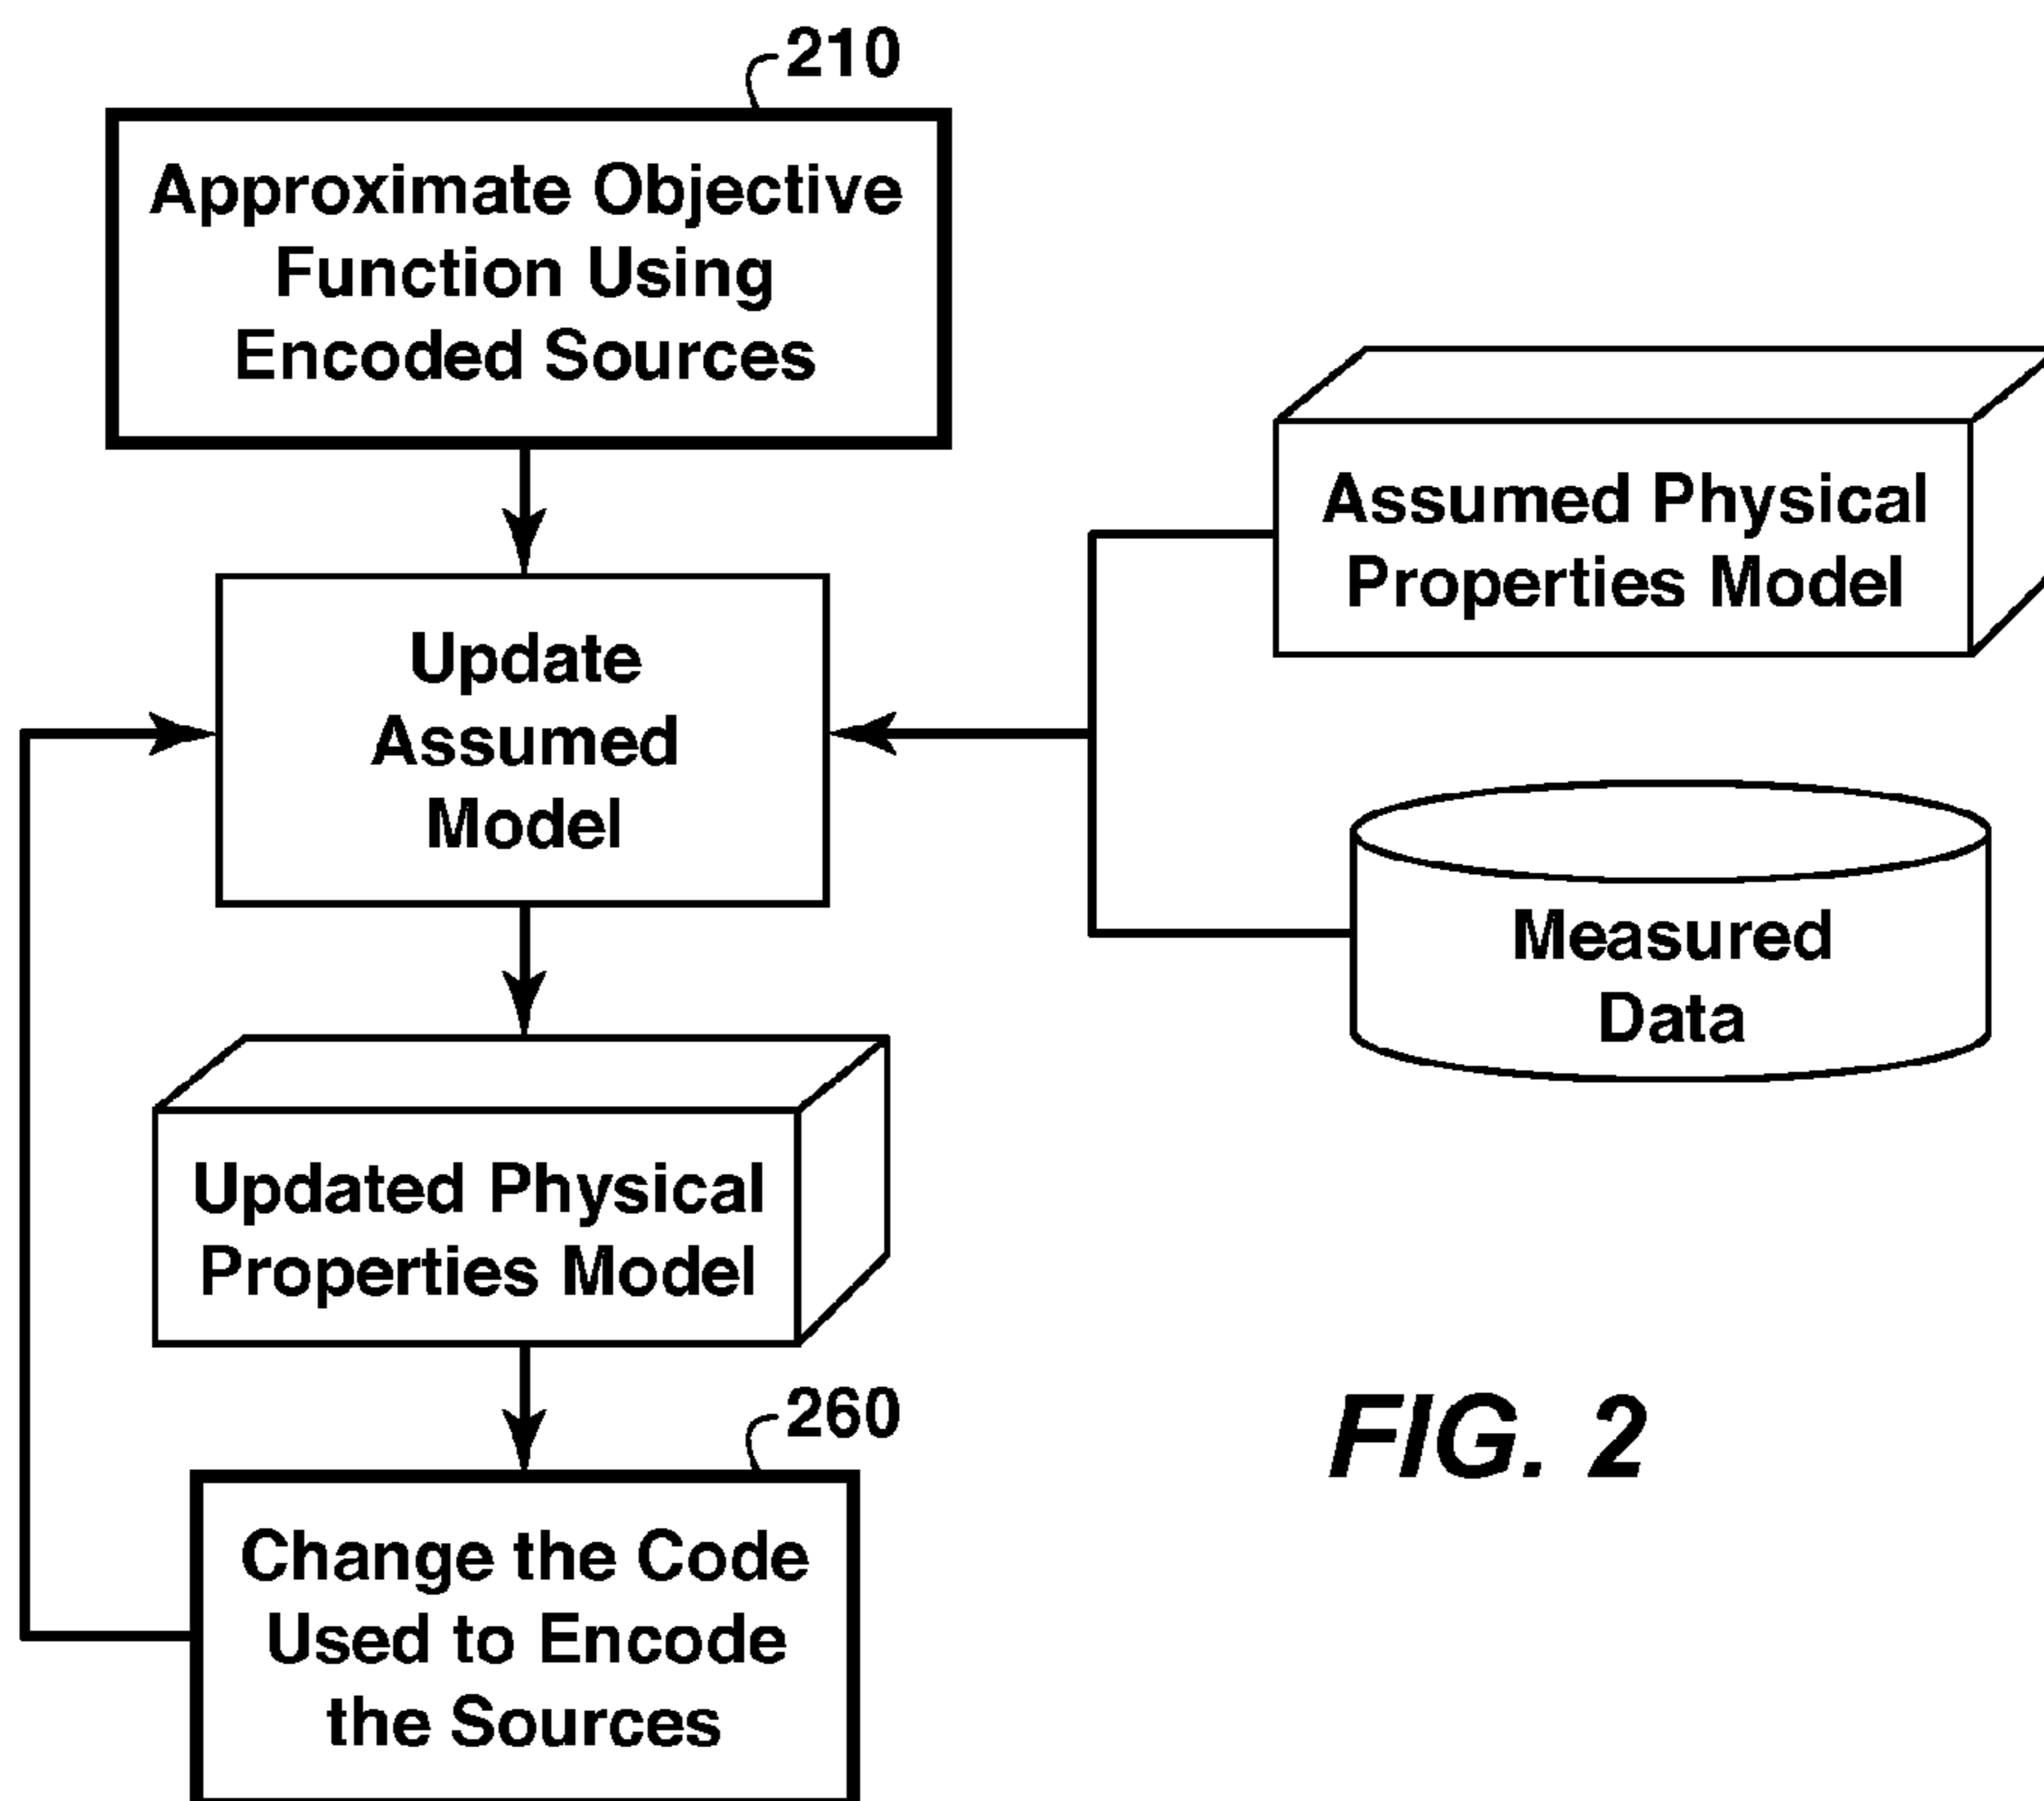 210
Approximate Objective
Function Using
Encoded Sources
Assumed Physical
Properties Model
Update
Assumed
Model
Measured
Data
Updated Physical
Properties Model
260
Change the Code
Used to Encode
the Sources
FIG. 2